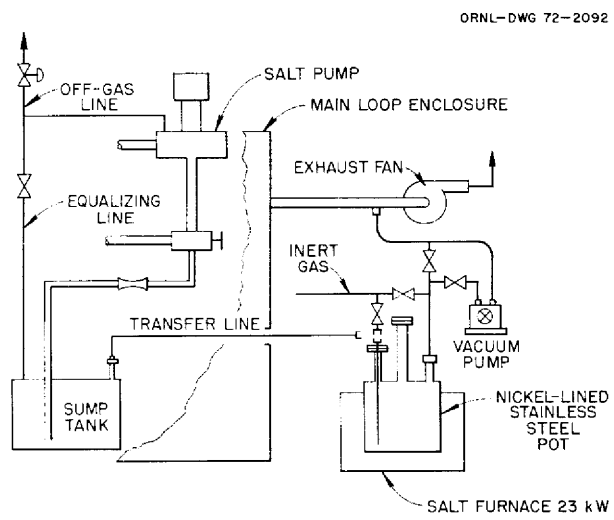 ORNL-DWG 72-2092
SALT PUMP
OFF-GAS
LINE
MAIN LOOP ENCLOSURE
EXHAUST FAN
EQUALIZING
LINE
INERT
GAS
TRANSFER LINE
VACUUM
PUMP
SUMP
TANK
NICKEL-LINED
STAINLESS
STEEL
POT
SALT FURNACE 23 kW